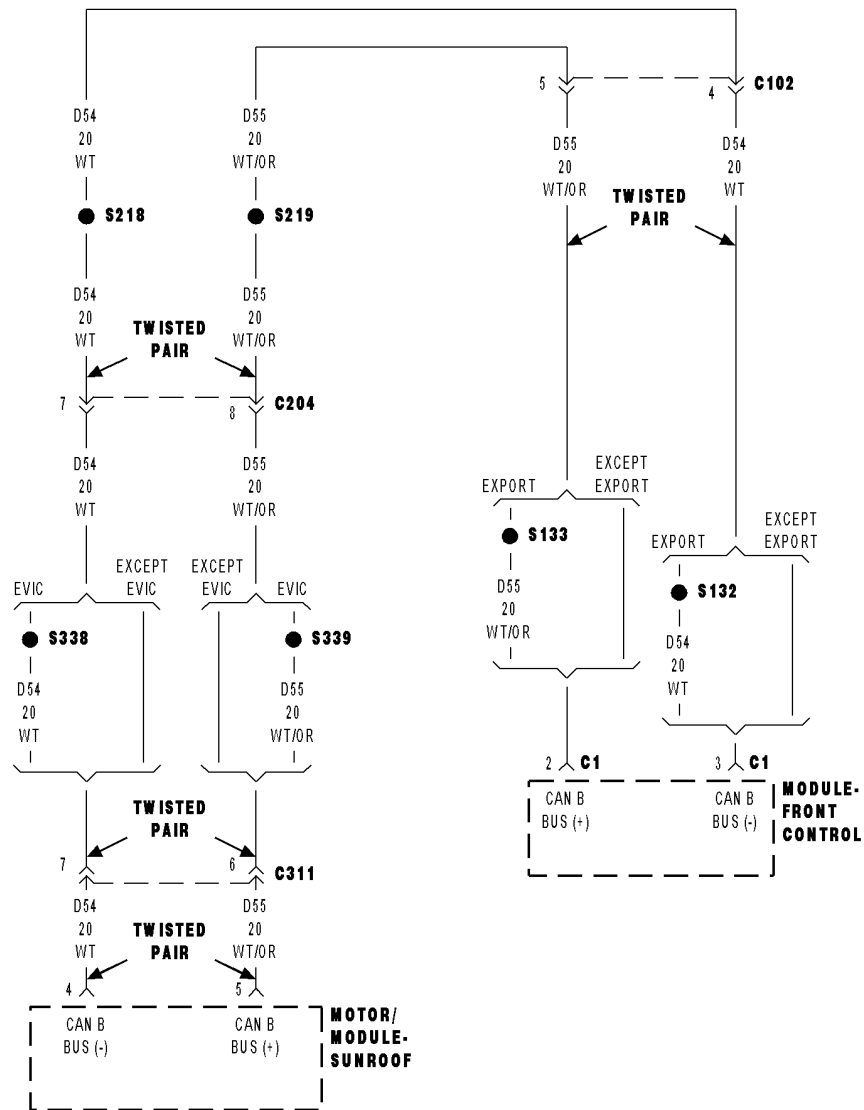 5
4
C102
D54
20
WT
D55
20
WT/OR
D55
20
WT/OR
D54
20
WT
TWISTED
PAIR
S218
S219
D54
20
WT
D55
20
WT/OR
TWISTED
PAIR
7
8
C204
D54
20
WT
D55
20
WT/OR
EXPORT
EXCEPT
EXPORT
S133
D55
20
WT/OR
EXPORT
EXCEPT
EXPORT
S132
D54
20
WT
EVIC
EXCEPT
EVIC
EXCEPT
EVIC
EVIC
S338
S339
D54
20
WT
D55
20
WT/OR
2
C1
3
C1
CAN B
BUS (+)
CAN B
BUS (-)
MODULE-
FRONT
CONTROL
TWISTED
PAIR
7
6
C311
D54
20
WT
D55
20
WT/OR
TWISTED
PAIR
4
5
CAN B
BUS (-)
CAN B
BUS (+)
MOTOR/
MODULE-
SUNROOF